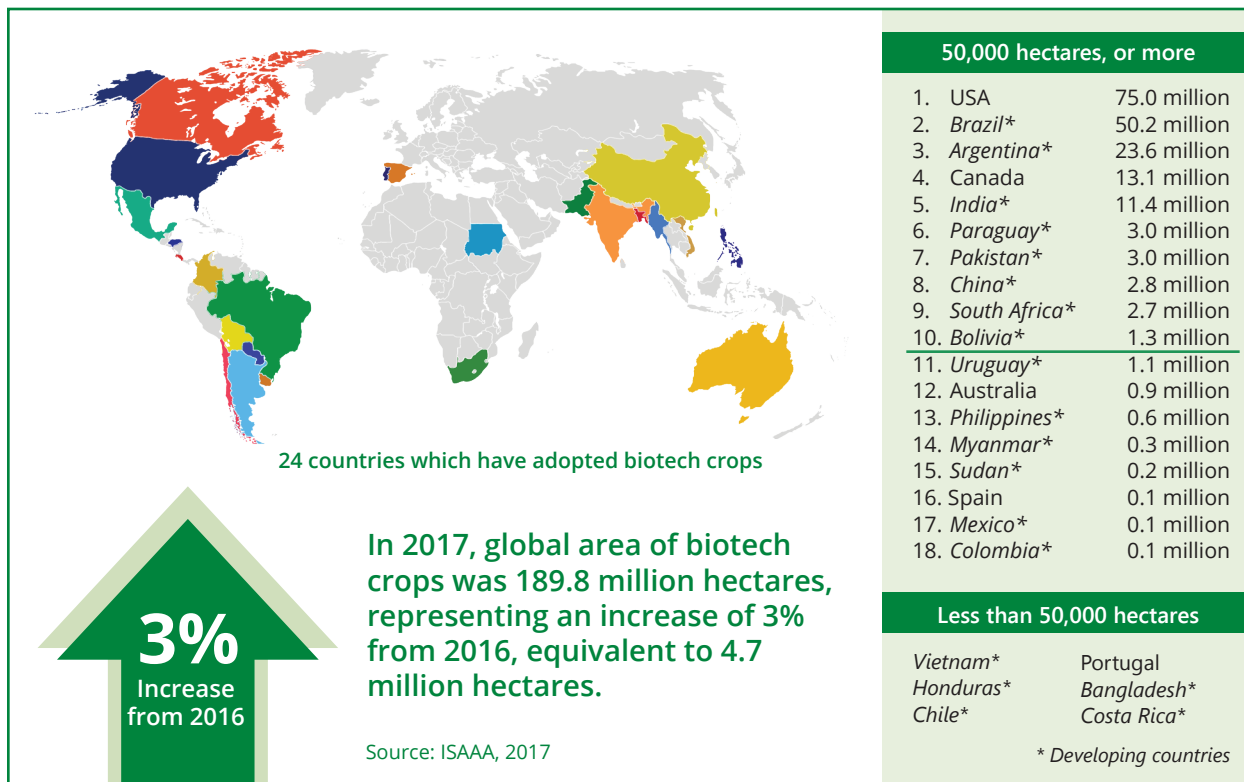 24 countries which have adopted biotech crops
3%
Increase
from 2016
In 2017, global area of biotech
crops was 189.8 million hectares,
representing an increase of 3%
from 2016, equivalent to 4.7
million hectares.
Source: ISAAA, 2017
50,000 hectares, or more
1. USA 75.0 million
2. Brazil* 50.2 million
3. Argentina* 23.6 million
4. Canada 13.1 million
5. India* 11.4 million
6. Paraguay* 3.0 million
7. Pakistan* 3.0 million
8. China* 2.8 million
9. South Africa* 2.7 million
10. Bolivia* 1.3 million
11. Uruguay* 1.1 million
12. Australia 0.9 million
13. Philippines* 0.6 million
14. Myanmar* 0.3 million
15. Sudan* 0.2 million
16. Spain 0.1 million
17. Mexico* 0.1 million
18. Colombia* 0.1 million
Less than 50,000 hectares
Vietnam* Portugal
Honduras* Bangladesh*
Chile* Costa Rica*
* Developing countries